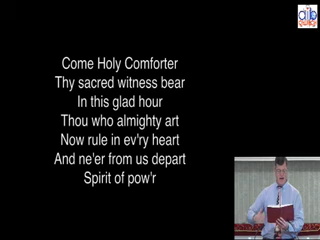 Come Holy Comforter
Thy sacred witness bear
In this glad hour
Thou who almighty art
Now rule in ev'ry heart
And ne'er from us depart
Spirit of pow'r